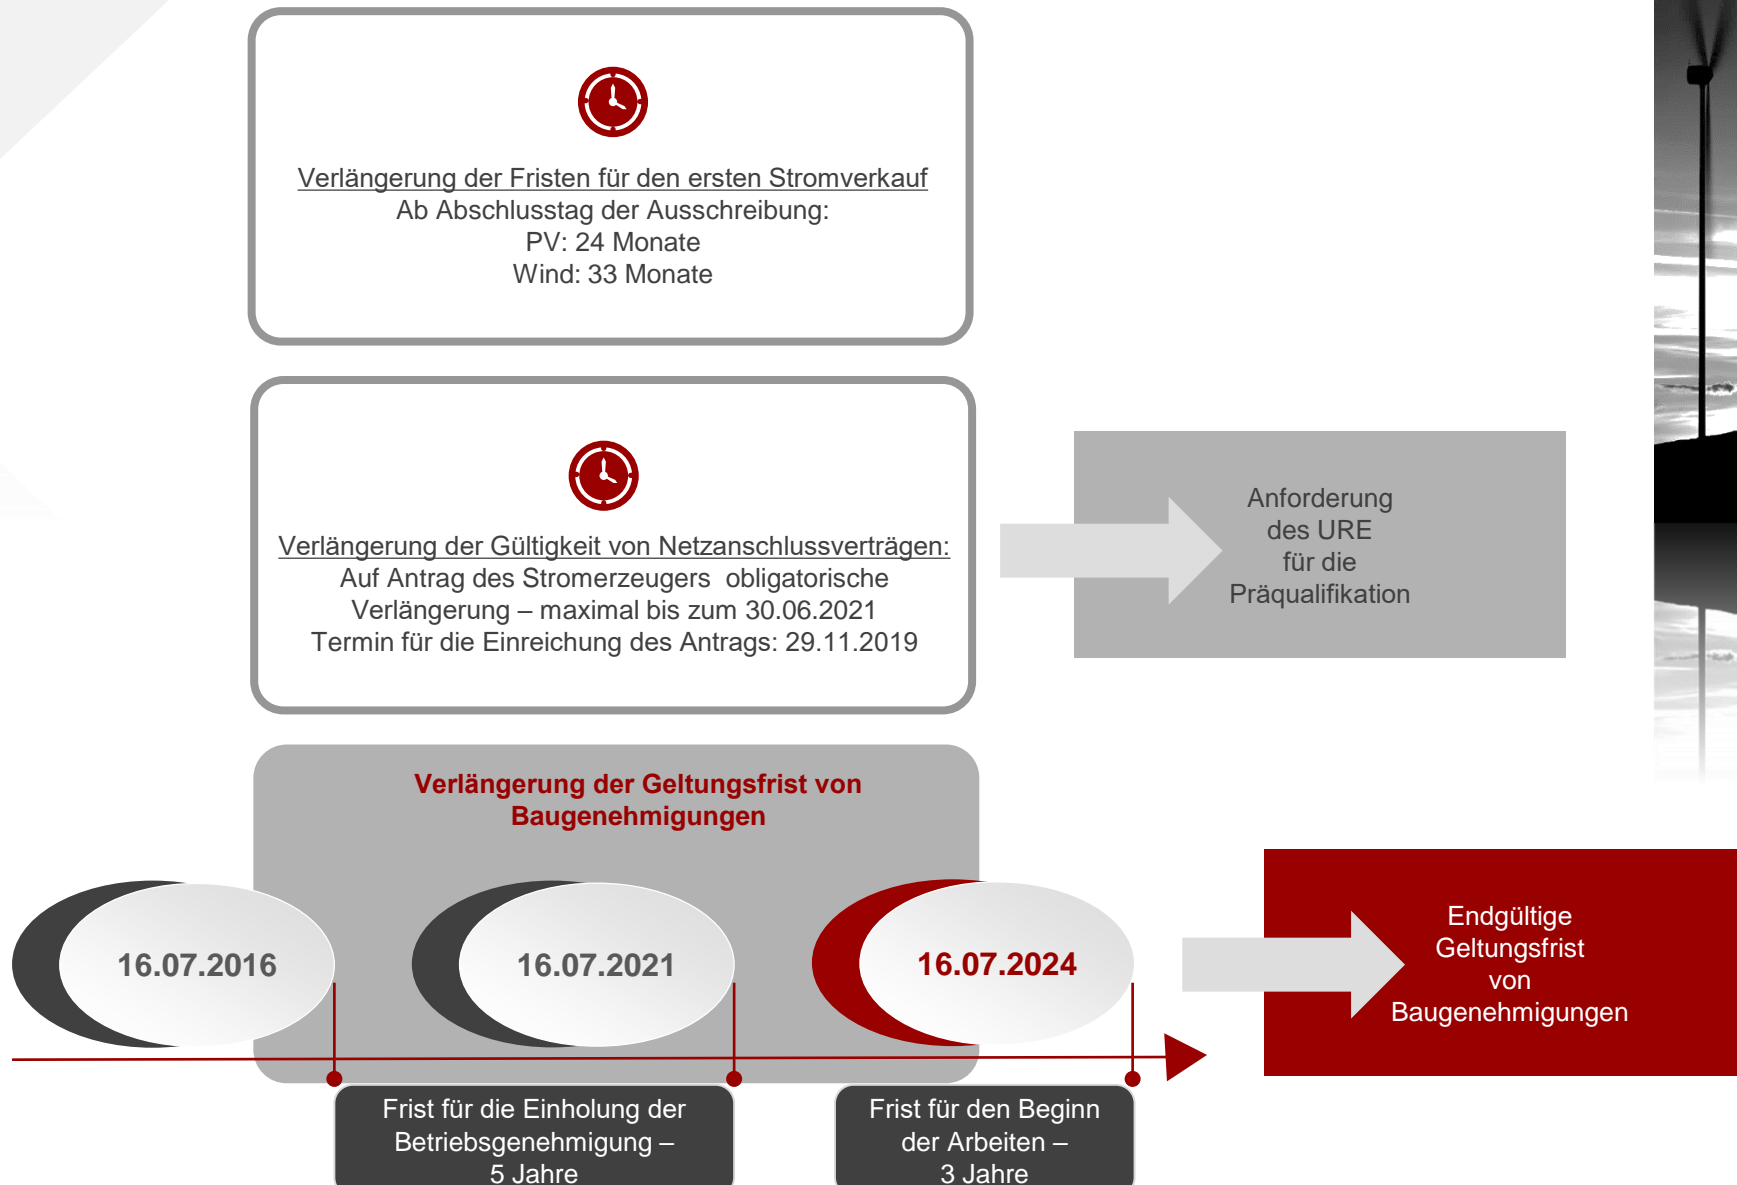 Verlängerung der Fristen für den ersten Stromverkauf
Ab Abschlusstag der Ausschreibung:
PV: 24 Monate
Wind: 33 Monate
Verlängerung der Gültigkeit von Netzanschlussverträgen:
Auf Antrag des Stromerzeugers obligatorische
Verlängerung – maximal bis zum 30.06.2021
Termin für die Einreichung des Antrags: 29.11.2019
Anforderung
des URE
für die
Präqualifikation
Verlängerung der Geltungsfrist von
Baugenehmigungen
16.07.2016
16.07.2021
16.07.2024
Endgültige
Geltungsfrist
von
Baugenehmigungen
Frist für die Einholung der
Betriebsgenehmigung –
5 Jahre
Frist für den Beginn
der Arbeiten –
3 Jahre